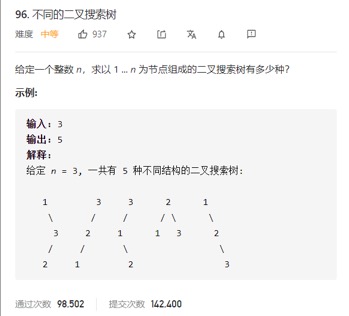 96. 不同的二叉搜索树
难度 中等 937
给定一个整数 n，求以 1 ... n 为节点组成的二叉搜索树有多少种？
示例:
输入: 3
输出: 5
解释:
给定 n = 3, 一共有 5 种不同结构的二叉搜索树:
1 3 3 2 1
\ / / / \ \
3 2 1 1 3 2
/ / \ \
2 1 2 3
通过次数 98,502 提交次数 142,400